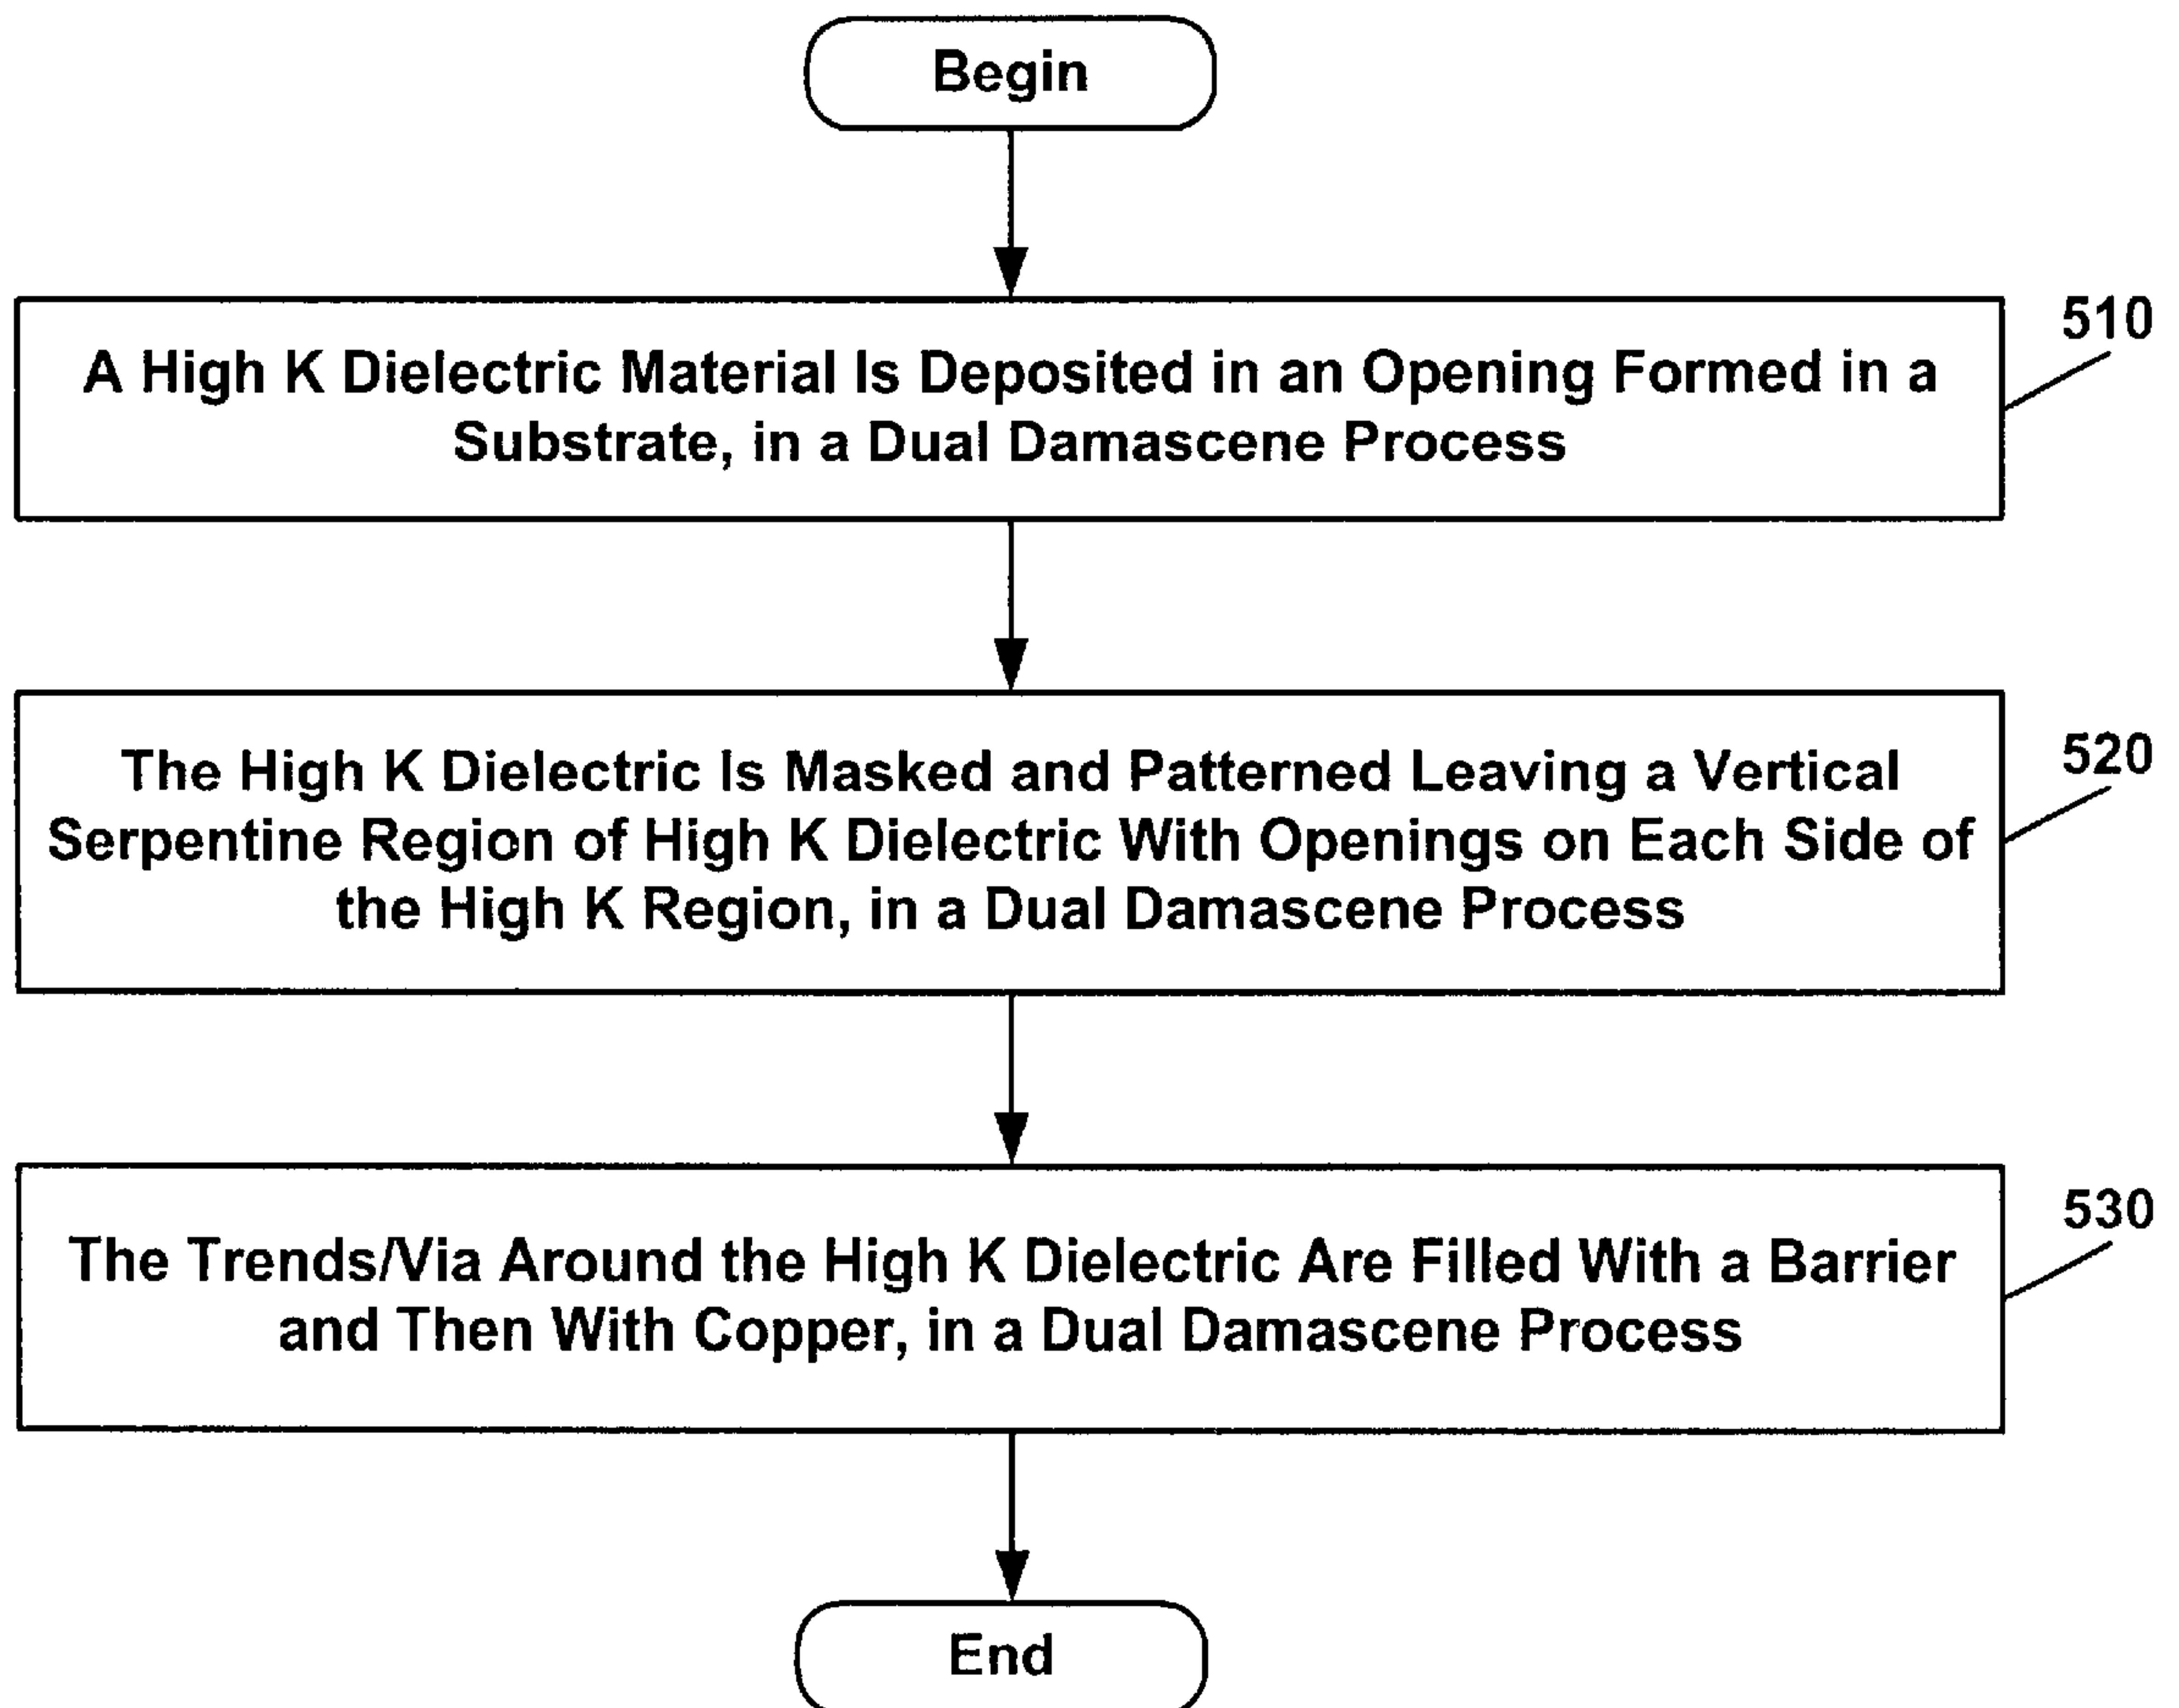 Begin
510
A High K Dielectric Material Is Deposited in an Opening Formed in a
Substrate, in a Dual Damascene Process
520
The High K Dielectric Is Masked and Patterned Leaving a Vertical
Serpentine Region of High K Dielectric With Openings on Each Side of
the High K Region, in a Dual Damascene Process
530
The Trends/Via Around the High K Dielectric Are Filled With a Barrier
and Then With Copper, in a Dual Damascene Process
End